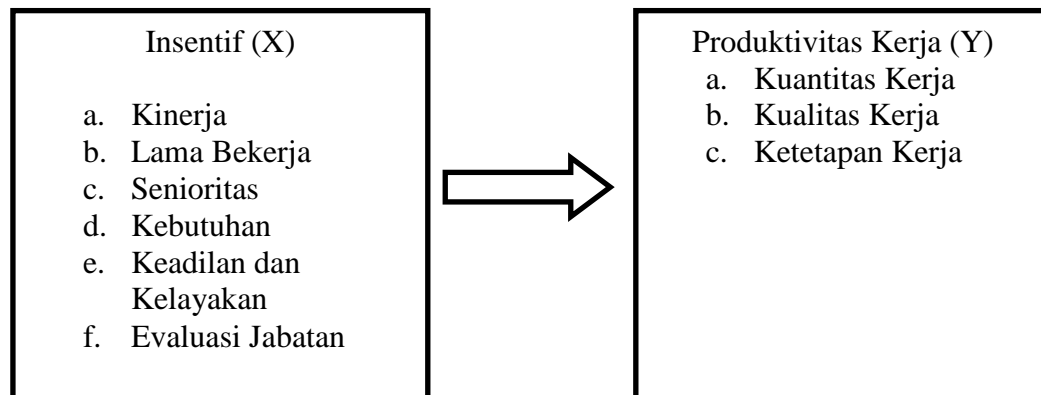 Insentif (X)
a. Kinerja
b. Lama Bekerja
c. Senioritas
d. Kebutuhan
e. Keadilan dan
Kelayakan
f. Evaluasi Jabatan
Produktivitas Kerja (Y)
a. Kuantitas Kerja
b. Kualitas Kerja
c. Ketetapan Kerja